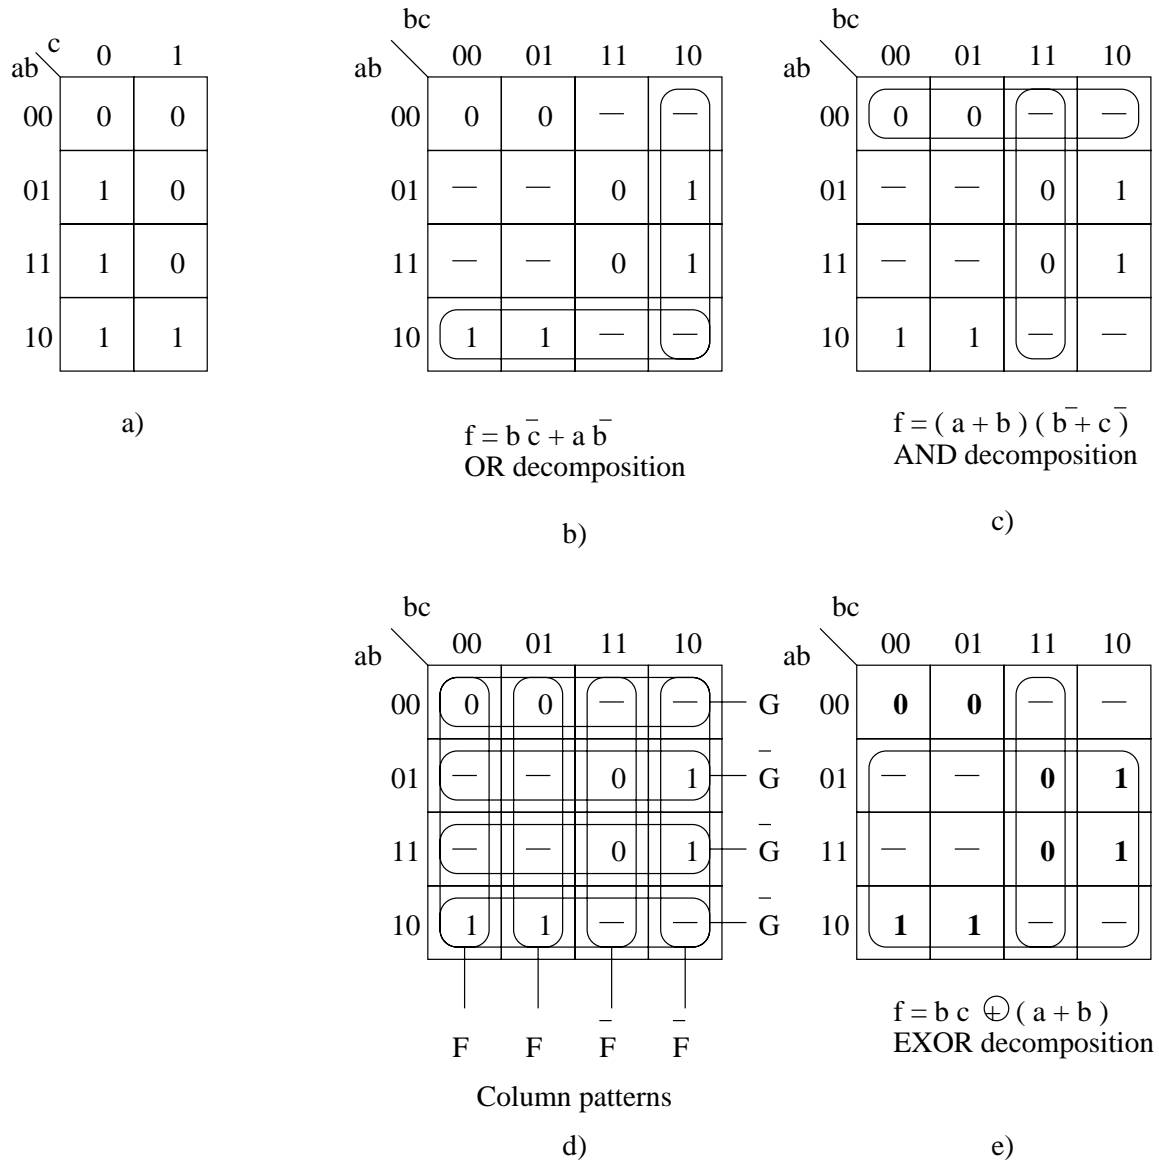 c 0 1
ab
00 0 0
01 1 0
11 1 0
10 1 1
a)
bc
00 01 11 10
ab
00 0 0 — —
01 — — 0 1
11 — — 0 1
10 1 1 — —
f = b c̅ + a b̅
OR decomposition
b)
bc
00 01 11 10
ab
00 0 0 — —
01 — — 0 1
11 — — 0 1
10 1 1 — —
f = ( a + b ) ( b̅ + c̅ )
AND decomposition
c)
bc
00 01 11 10
ab
00 0 0 — — G
01 — — 0 1 G̅
11 — — 0 1 G̅
10 1 1 — — G̅
F F F̅ F̅
Column patterns
d)
bc
00 01 11 10
ab
00 0 0 — —
01 — — 0 1
11 — — 0 1
10 1 1 — —
f = b c ⊕ ( a + b )
EXOR decomposition
e)